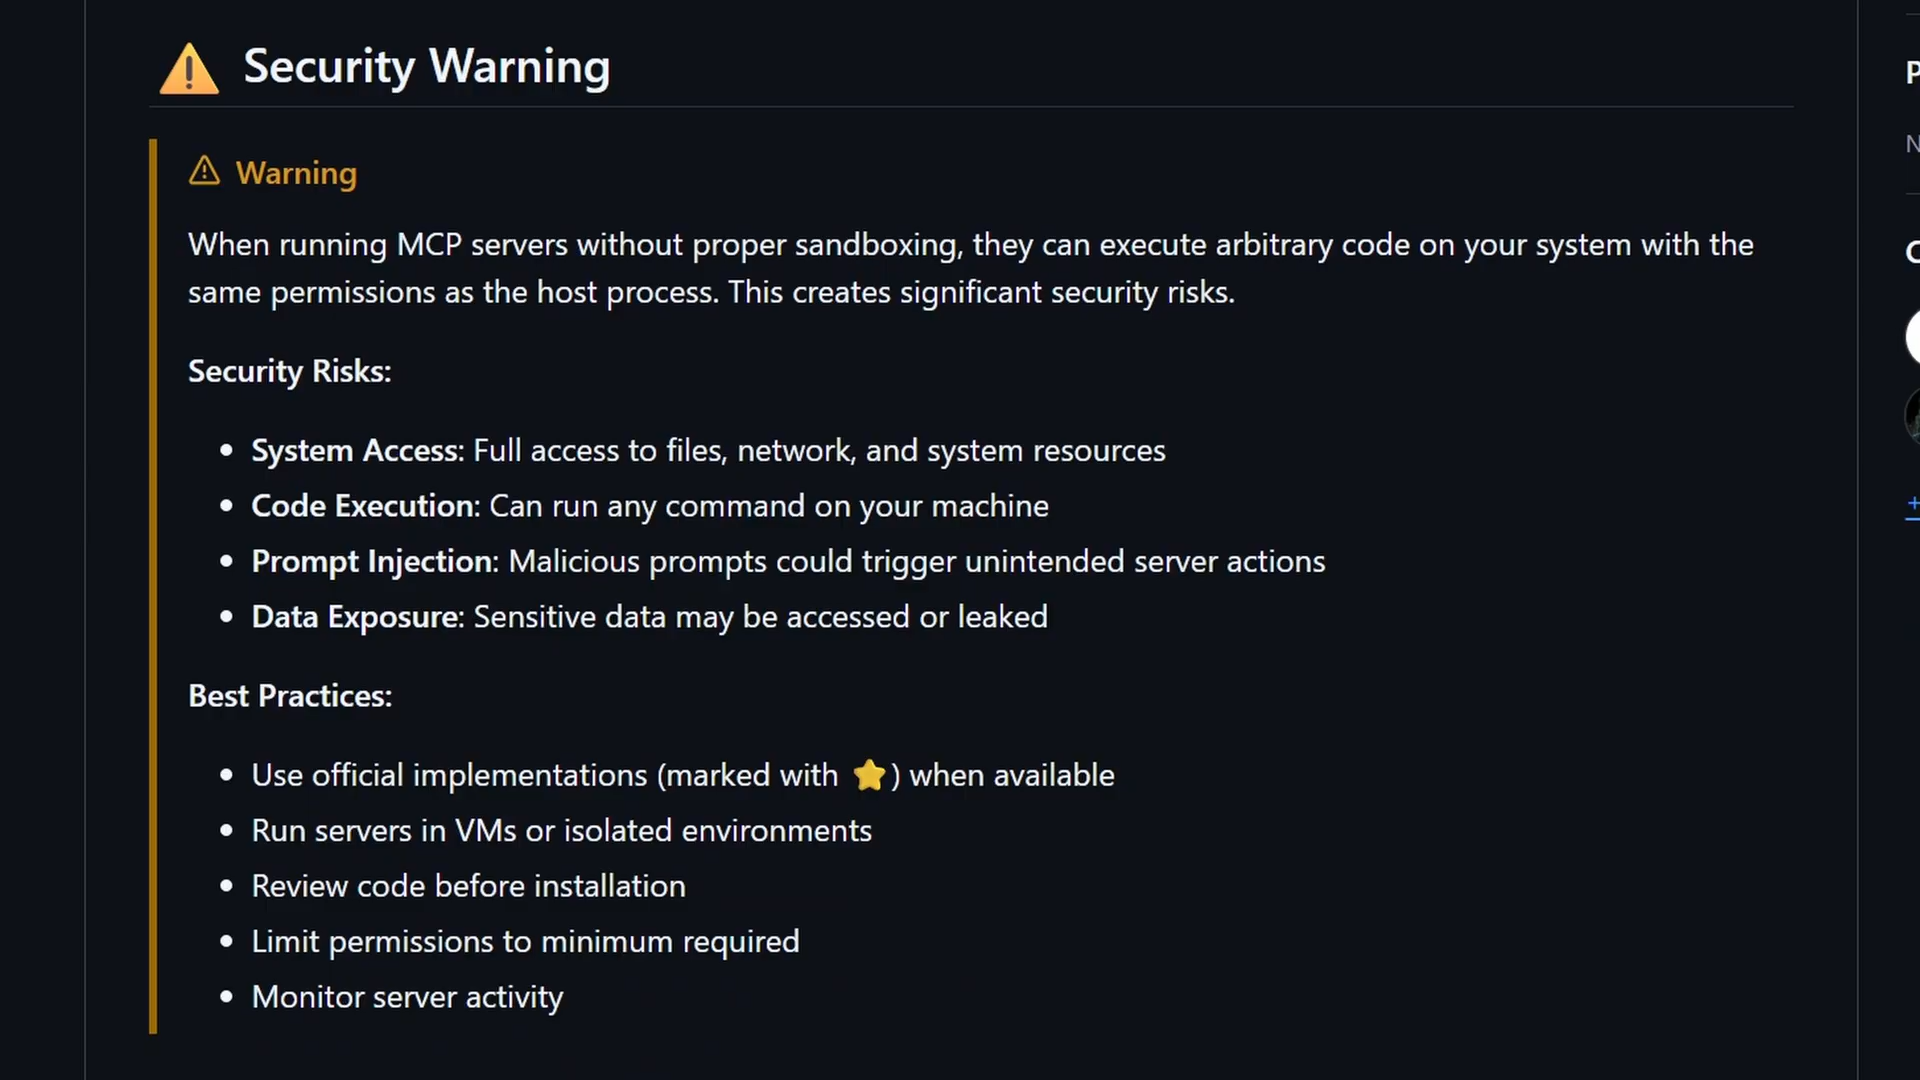 ⚠️ Security Warning
Warning
When running MCP servers without proper sandboxing, they can execute arbitrary code on your system with the
same permissions as the host process. This creates significant security risks.
Security Risks:
• System Access: Full access to files, network, and system resources
• Code Execution: Can run any command on your machine
• Prompt Injection: Malicious prompts could trigger unintended server actions
• Data Exposure: Sensitive data may be accessed or leaked
Best Practices:
• Use official implementations (marked with ⭐) when available
• Run servers in VMs or isolated environments
• Review code before installation
• Limit permissions to minimum required
• Monitor server activity